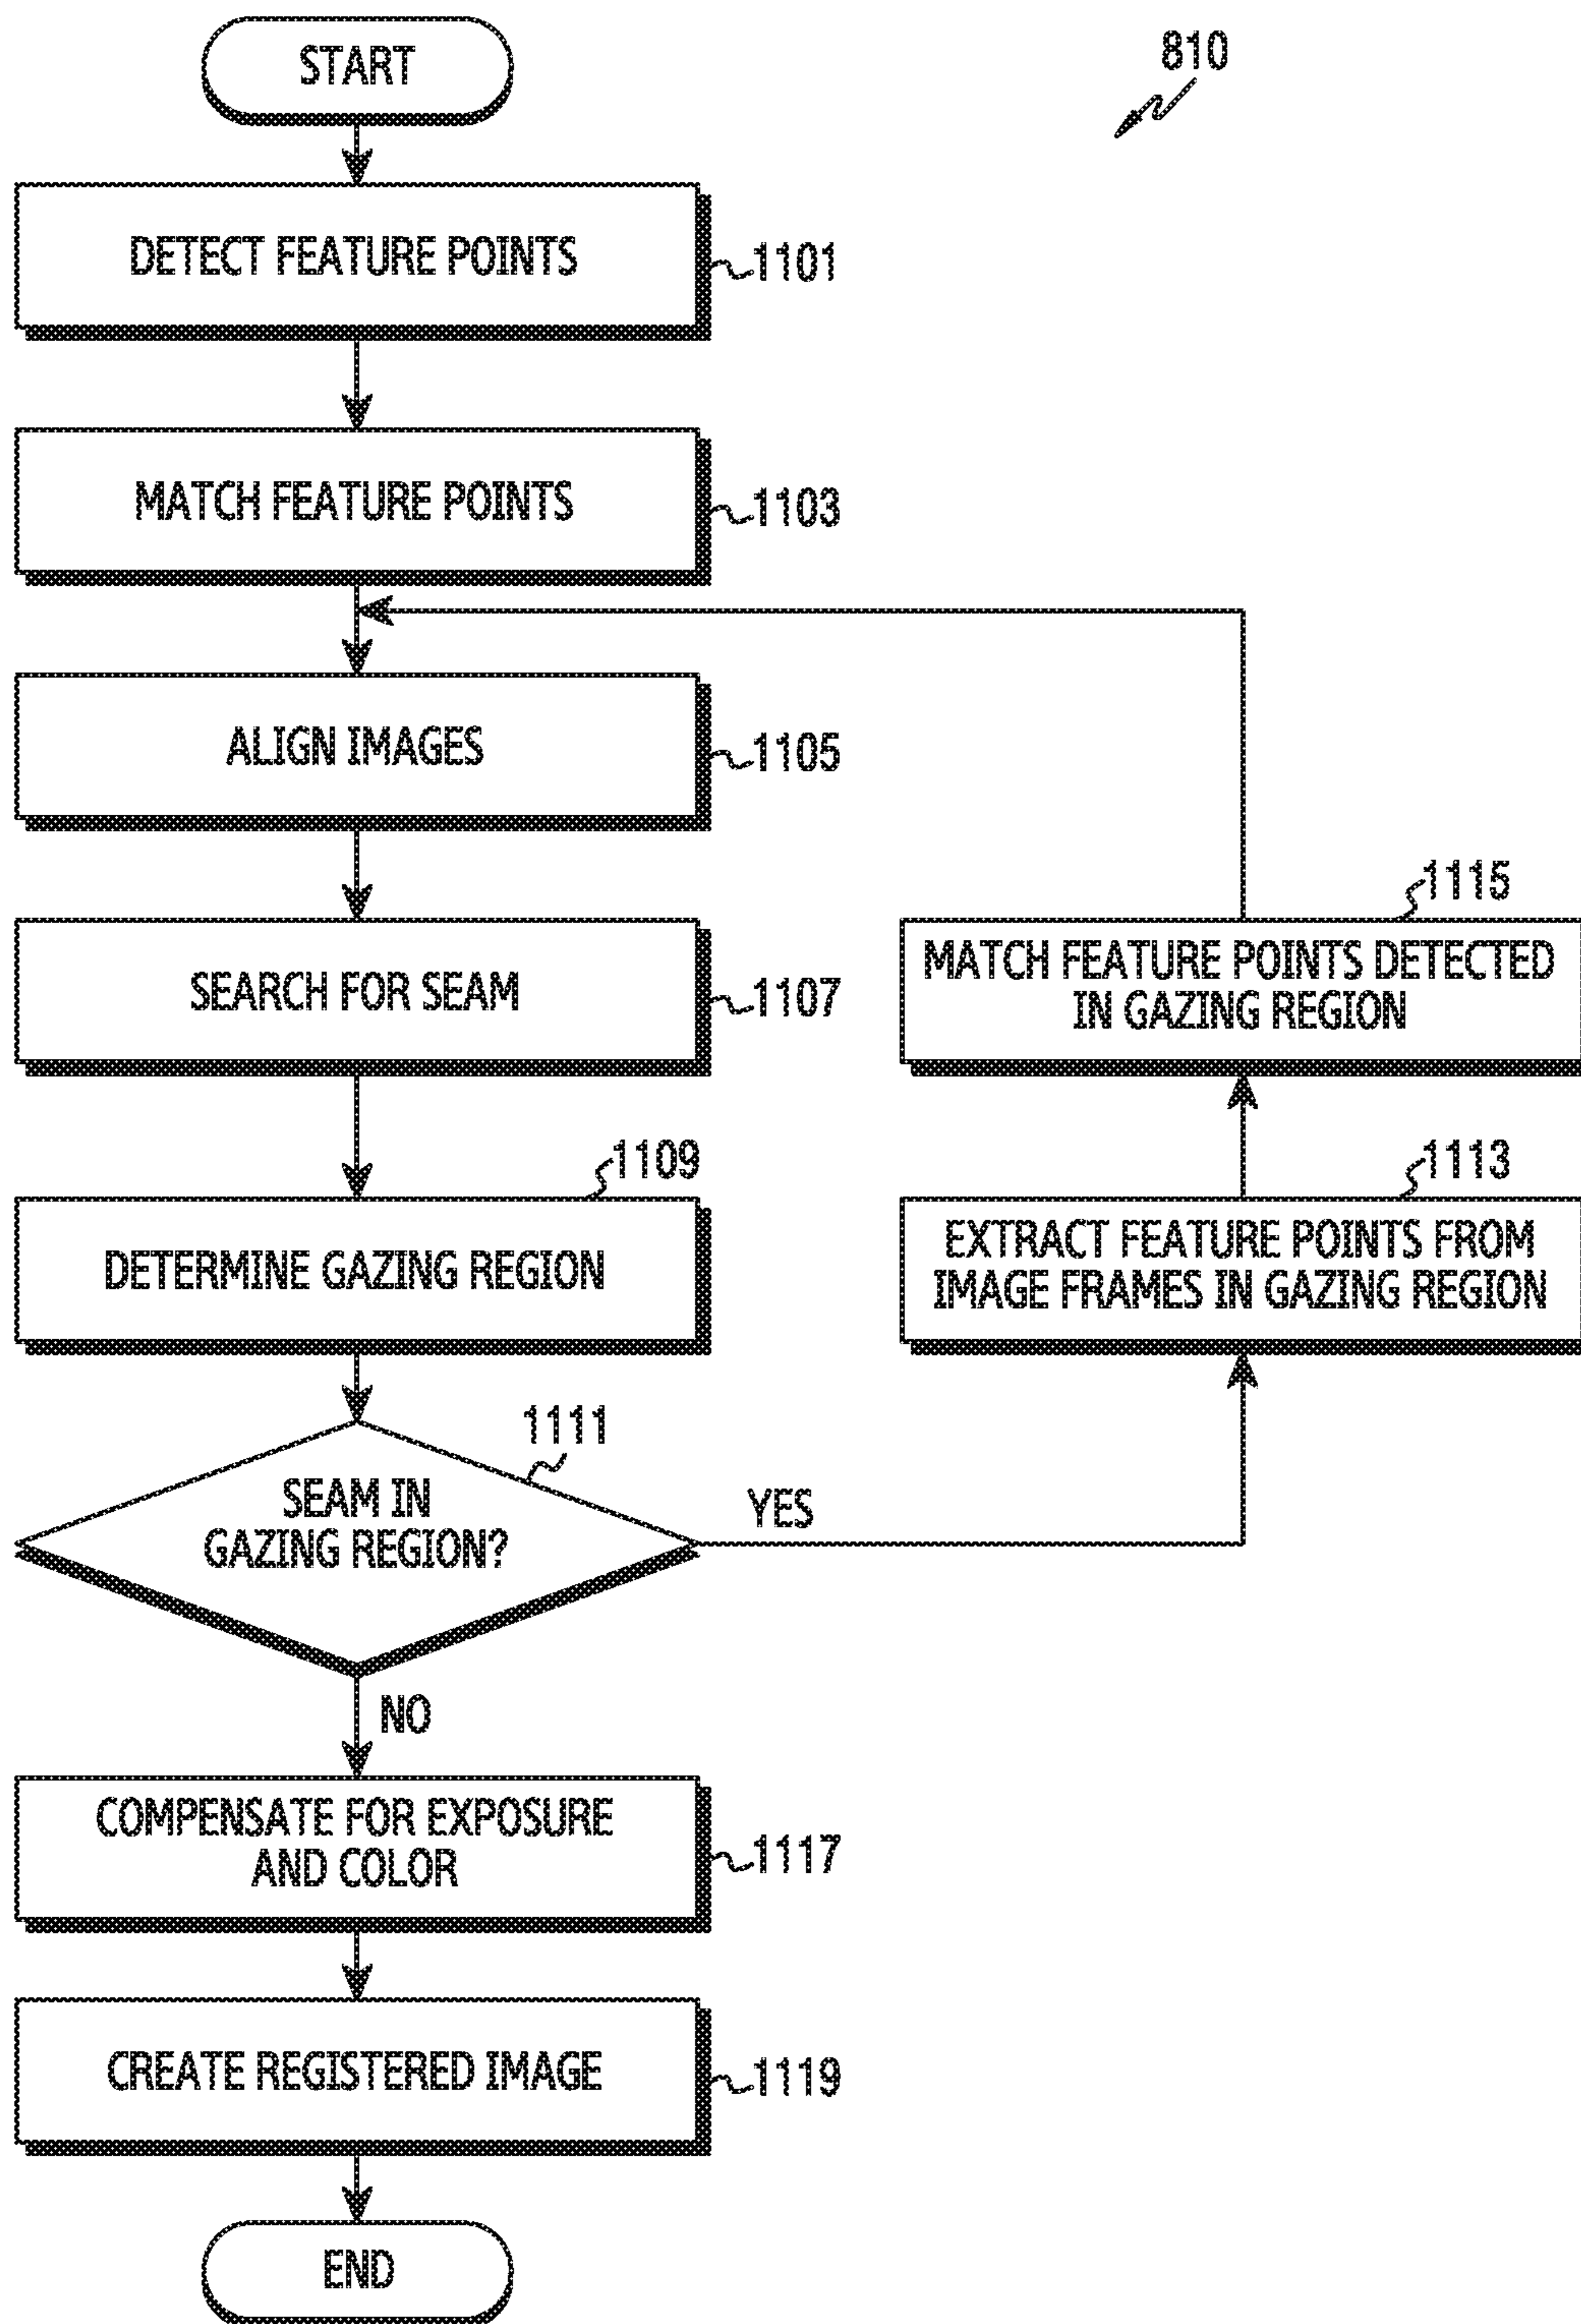 START
810
DETECT FEATURE POINTS
1101
MATCH FEATURE POINTS
1103
ALIGN IMAGES
1105
SEARCH FOR SEAM
1107
1109
DETERMINE GAZING REGION
1111
SEAM IN
GAZING REGION?
YES
1113
EXTRACT FEATURE POINTS FROM
IMAGE FRAMES IN GAZING REGION
1115
MATCH FEATURE POINTS DETECTED
IN GAZING REGION
NO
COMPENSATE FOR EXPOSURE
AND COLOR
1117
CREATE REGISTERED IMAGE
1119
END